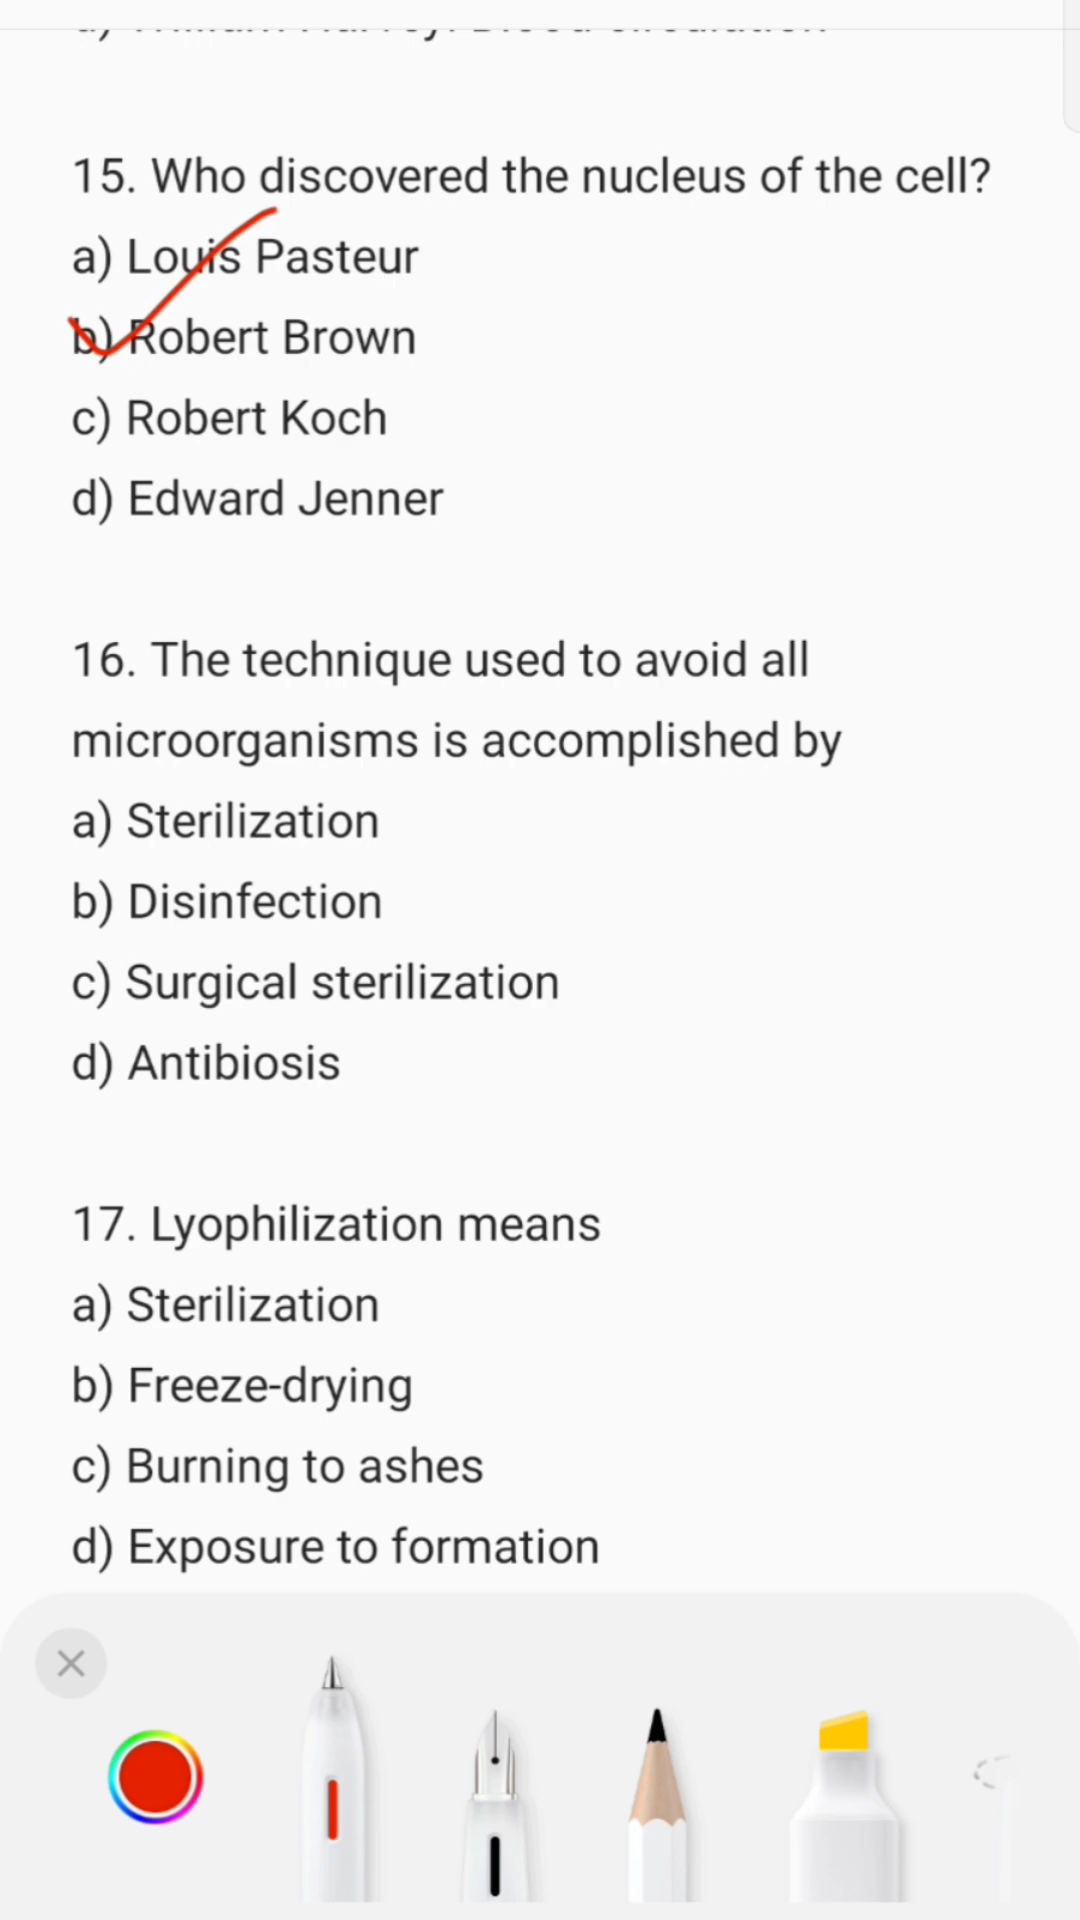 15. Who discovered the nucleus of the cell?
a) Louis Pasteur
b) Robert Brown
c) Robert Koch
d) Edward Jenner
16. The technique used to avoid all
microorganisms is accomplished by
a) Sterilization
b) Disinfection
c) Surgical sterilization
d) Antibiosis
17. Lyophilization means
a) Sterilization
b) Freeze-drying
c) Burning to ashes
d) Exposure to formation